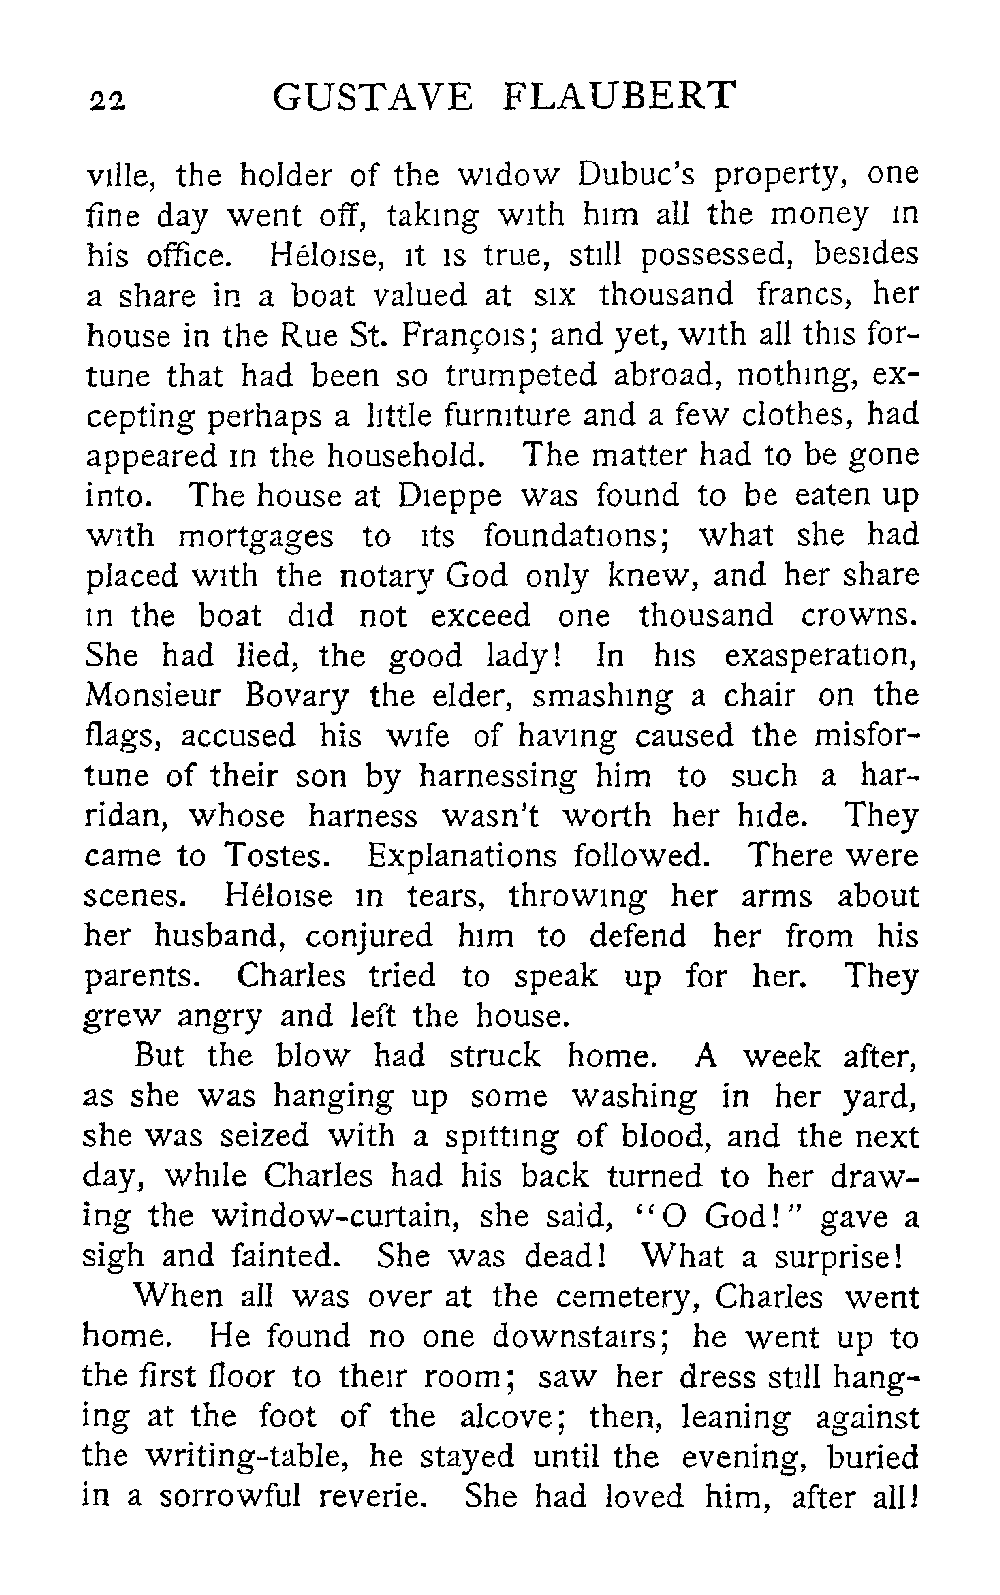 22 GUSTAVE FLAUBERT
ville, the holder of the widow Dubuc's property, one
fine day went off, taking with him all the money in
his office. Héloise, it is true, still possessed, besides
a share in a boat valued at six thousand francs, her
house in the Rue St. François; and yet, with all this for-
tune that had been so trumpeted abroad, nothing, ex-
cepting perhaps a little furniture and a few clothes, had
appeared in the household. The matter had to be gone
into. The house at Dieppe was found to be eaten up
with mortgages to its foundations; what she had
placed with the notary God only knew, and her share
in the boat did not exceed one thousand crowns.
She had lied, the good lady! In his exasperation,
Monsieur Bovary the elder, smashing a chair on the
flags, accused his wife of having caused the misfor-
tune of their son by harnessing him to such a har-
ridan, whose harness wasn't worth her hide. They
came to Tostes. Explanations followed. There were
scenes. Héloise in tears, throwing her arms about
her husband, conjured him to defend her from his
parents. Charles tried to speak up for her. They
grew angry and left the house.
But the blow had struck home. A week after,
as she was hanging up some washing in her yard,
she was seized with a spitting of blood, and the next
day, while Charles had his back turned to her draw-
ing the window-curtain, she said, "O God!" gave a
sigh and fainted. She was dead! What a surprise!
When all was over at the cemetery, Charles went
home. He found no one downstairs; he went up to
the first floor to their room; saw her dress still hang-
ing at the foot of the alcove; then, leaning against
the writing-table, he stayed until the evening, buried
in a sorrowful reverie. She had loved him, after all!